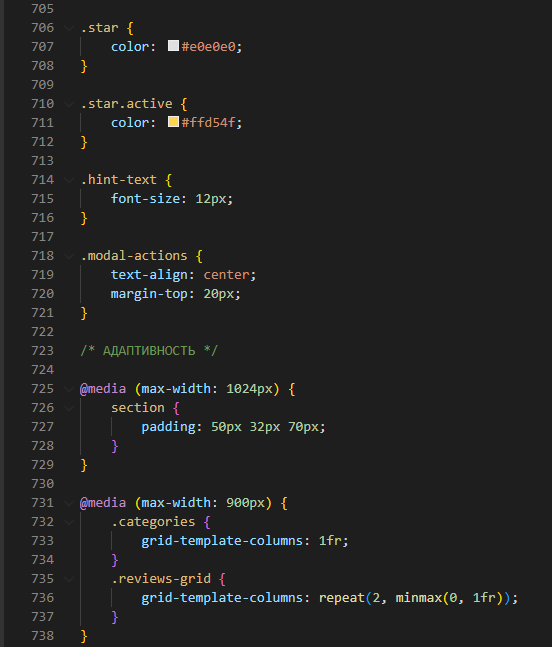 705
706 .star {
707     color: #e0e0e0;
708 }
709
710 .star.active {
711     color: #ffd54f;
712 }
713
714 .hint-text {
715     font-size: 12px;
716 }
717
718 .modal-actions {
719     text-align: center;
720     margin-top: 20px;
721 }
722
723 /* АДАПТИВНОСТЬ */
724
725 @media (max-width: 1024px) {
726     section {
727         padding: 50px 32px 70px;
728     }
729 }
730
731 @media (max-width: 900px) {
732     .categories {
733         grid-template-columns: 1fr;
734     }
735     .reviews-grid {
736         grid-template-columns: repeat(2, minmax(0, 1fr));
737     }
738 }